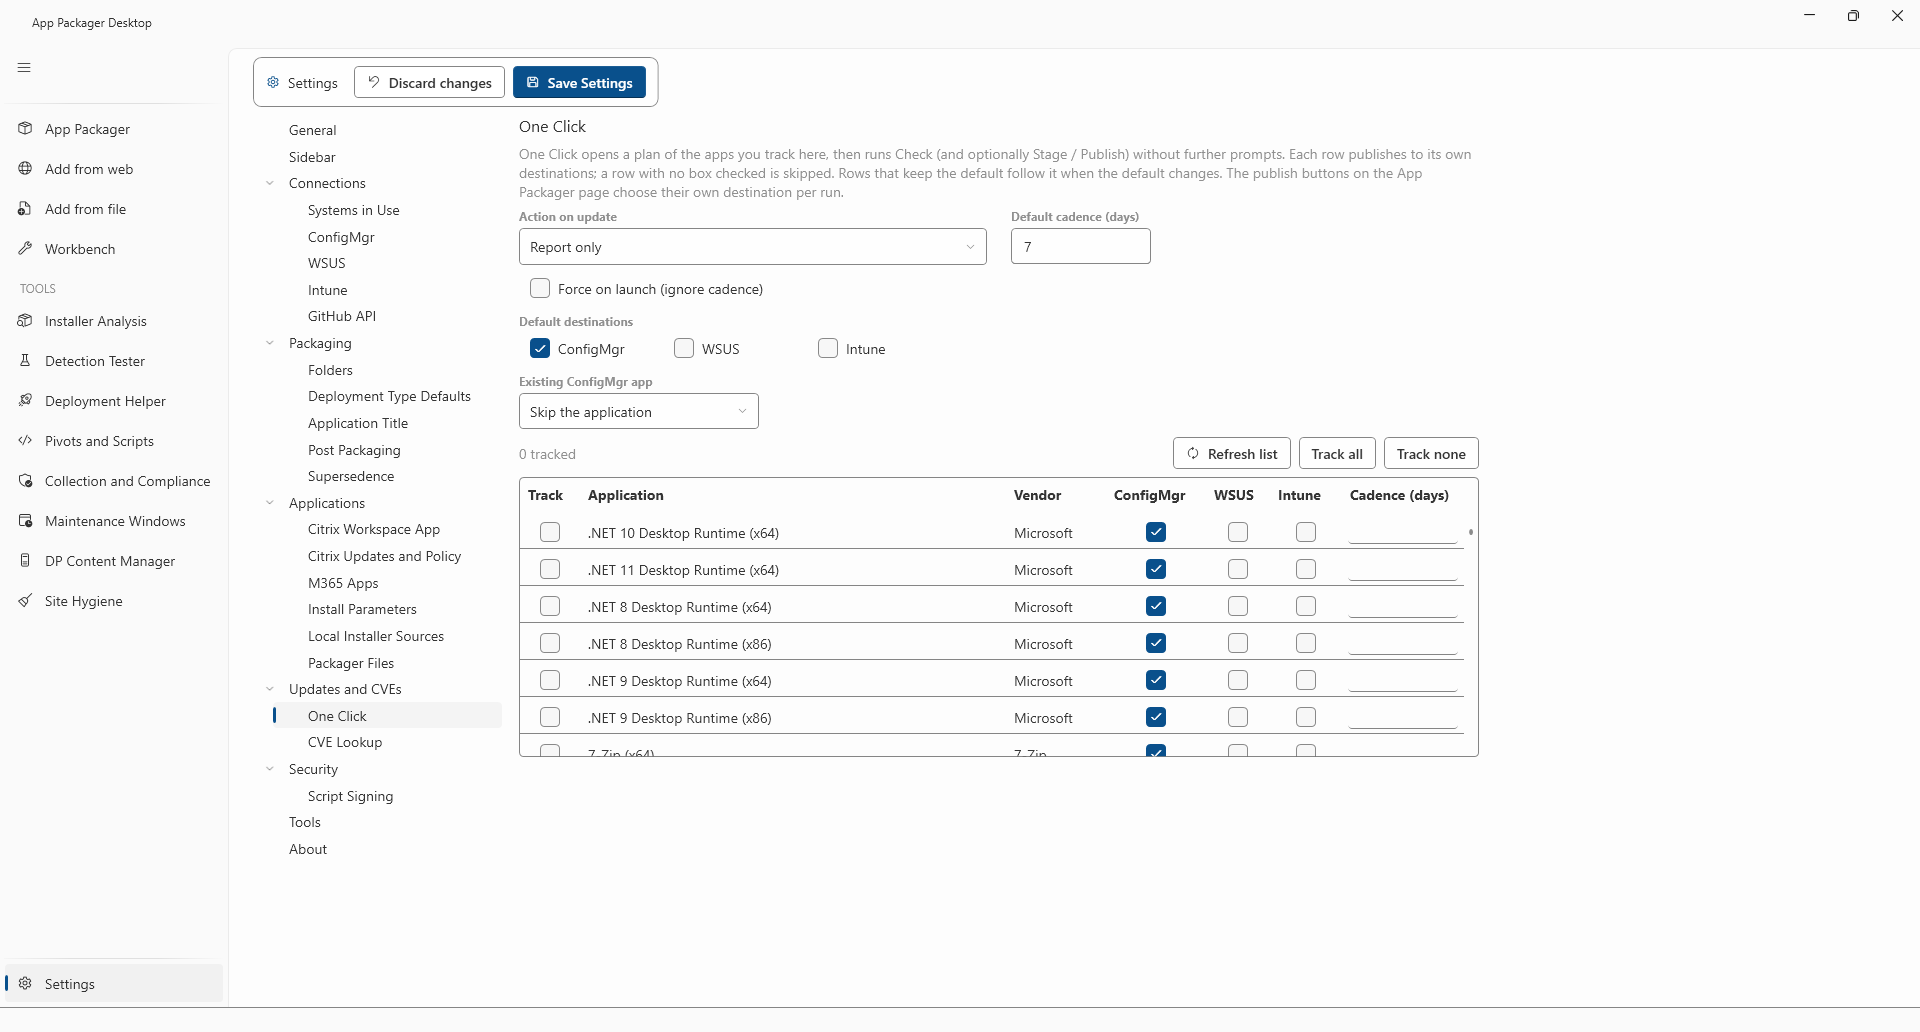 App Packager Desktop
App Packager
Add from web
Add from file
Workbench
TOOLS
Installer Analysis
Detection Tester
Deployment Helper
Pivots and Scripts
Collection and Compliance
Maintenance Windows
DP Content Manager
Site Hygiene
Settings
Settings
Discard changes
Save Settings
General
Sidebar
Connections
Systems in Use
ConfigMgr
WSUS
Intune
GitHub API
Packaging
Folders
Deployment Type Defaults
Application Title
Post Packaging
Supersedence
Applications
Citrix Workspace App
Citrix Updates and Policy
M365 Apps
Install Parameters
Local Installer Sources
Packager Files
Updates and CVEs
One Click
CVE Lookup
Security
Script Signing
Tools
About
One Click
One Click opens a plan of the apps you track here, then runs Check (and optionally Stage / Publish) without further prompts. Each row publishes to its own
destinations; a row with no box checked is skipped. Rows that keep the default follow it when the default changes. The publish buttons on the App
Packager page choose their own destination per run.
Action on update
Default cadence (days)
Report only
7
Force on launch (ignore cadence)
Default destinations
ConfigMgr WSUS Intune
Existing ConfigMgr app
Skip the application
0 tracked
Refresh list
Track all
Track none
Track Application Vendor ConfigMgr WSUS Intune Cadence (days)
.NET 10 Desktop Runtime (x64) Microsoft
.NET 11 Desktop Runtime (x64) Microsoft
.NET 8 Desktop Runtime (x64) Microsoft
.NET 8 Desktop Runtime (x86) Microsoft
.NET 9 Desktop Runtime (x64) Microsoft
.NET 9 Desktop Runtime (x86) Microsoft
7-Zip (x64) 7-Zip